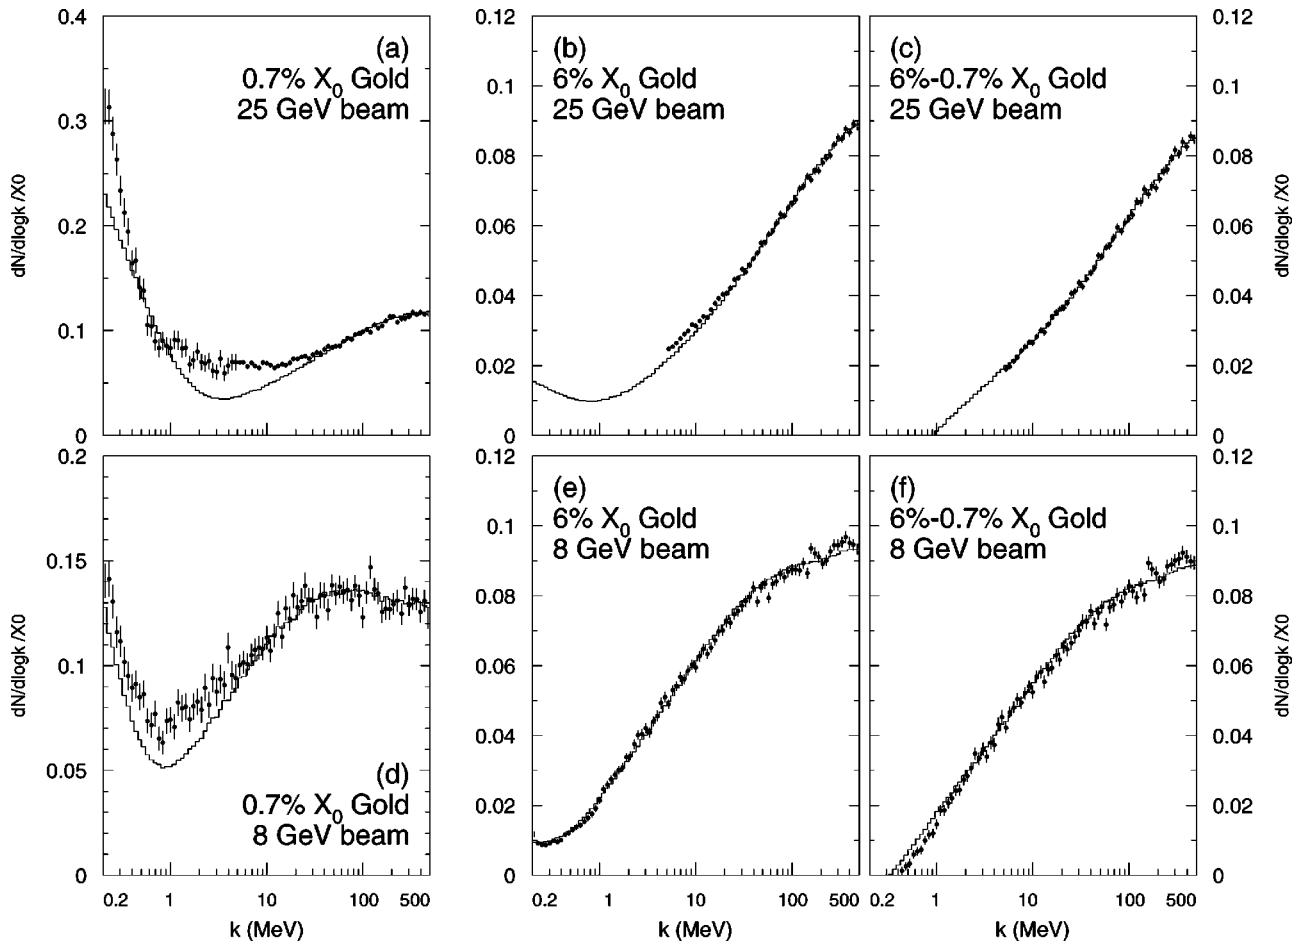 0.4
0.3
0.2
0.1
0
dN/dlogk /X0
(a)
0.7% X0 Gold
25 GeV beam
0.12
0.1
0.08
0.06
0.04
0.02
0
(b)
6% X0 Gold
25 GeV beam
(c)
6%-0.7% X0 Gold
25 GeV beam
0.12
0.1
0.08
0.06
0.04
0.02
0
dN/dlogk /X0
0.2
0.15
0.1
0.05
0
dN/dlogk /X0
(d)
0.7% X0 Gold
8 GeV beam
0.2 1 10 100 500
k (MeV)
0.12
0.1
0.08
0.06
0.04
0.02
0
(e)
6% X0 Gold
8 GeV beam
0.2 1 10 100 500
k (MeV)
(f)
6%-0.7% X0 Gold
8 GeV beam
0.2 1 10 100 500
k (MeV)
0.12
0.1
0.08
0.06
0.04
0.02
0
dN/dlogk /X0